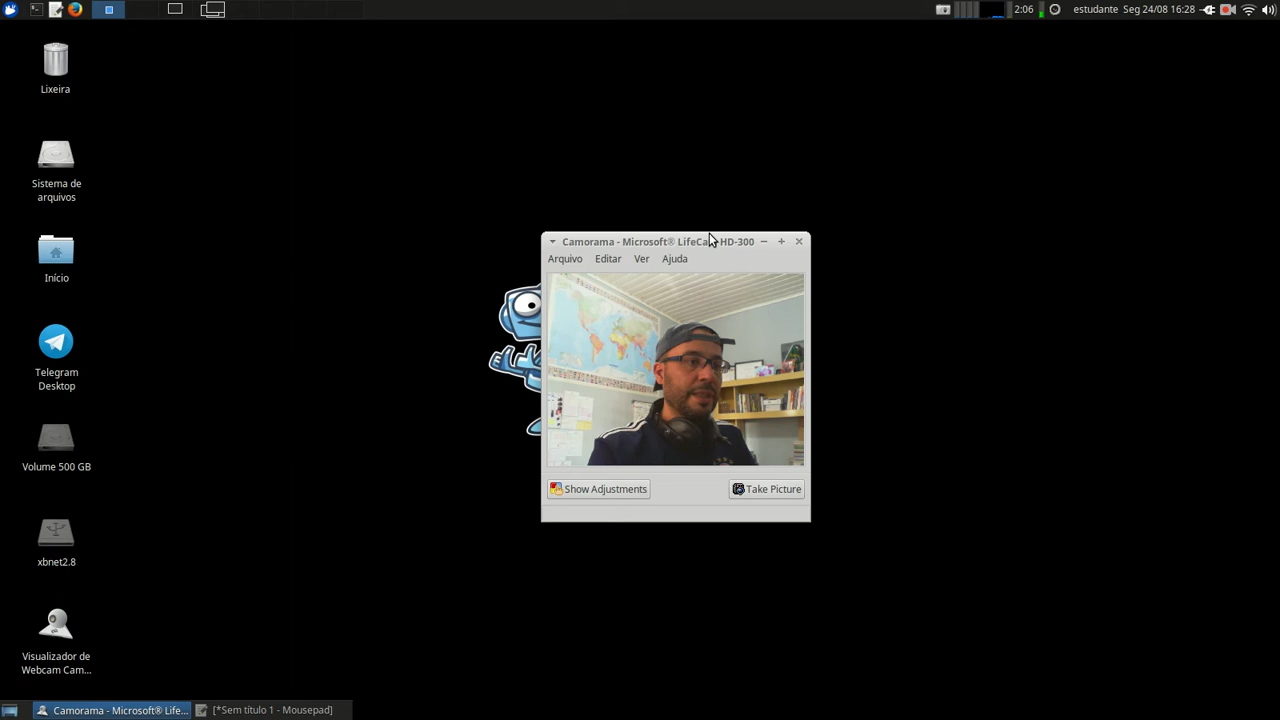 2:06
estudante Seg 24/08 16:28
Lixeira
Sistema de
arquivos
Início
Telegram
Desktop
Volume 500 GB
xbnet2.8
Visualizador de
Webcam Cam...
Camorama - Microsoft® LifeCa HD-300
Arquivo Editar Ver Ajuda
Show Adjustments
Take Picture
Camorama - Microsoft® Life...
[*Sem título 1 - Mousepad]